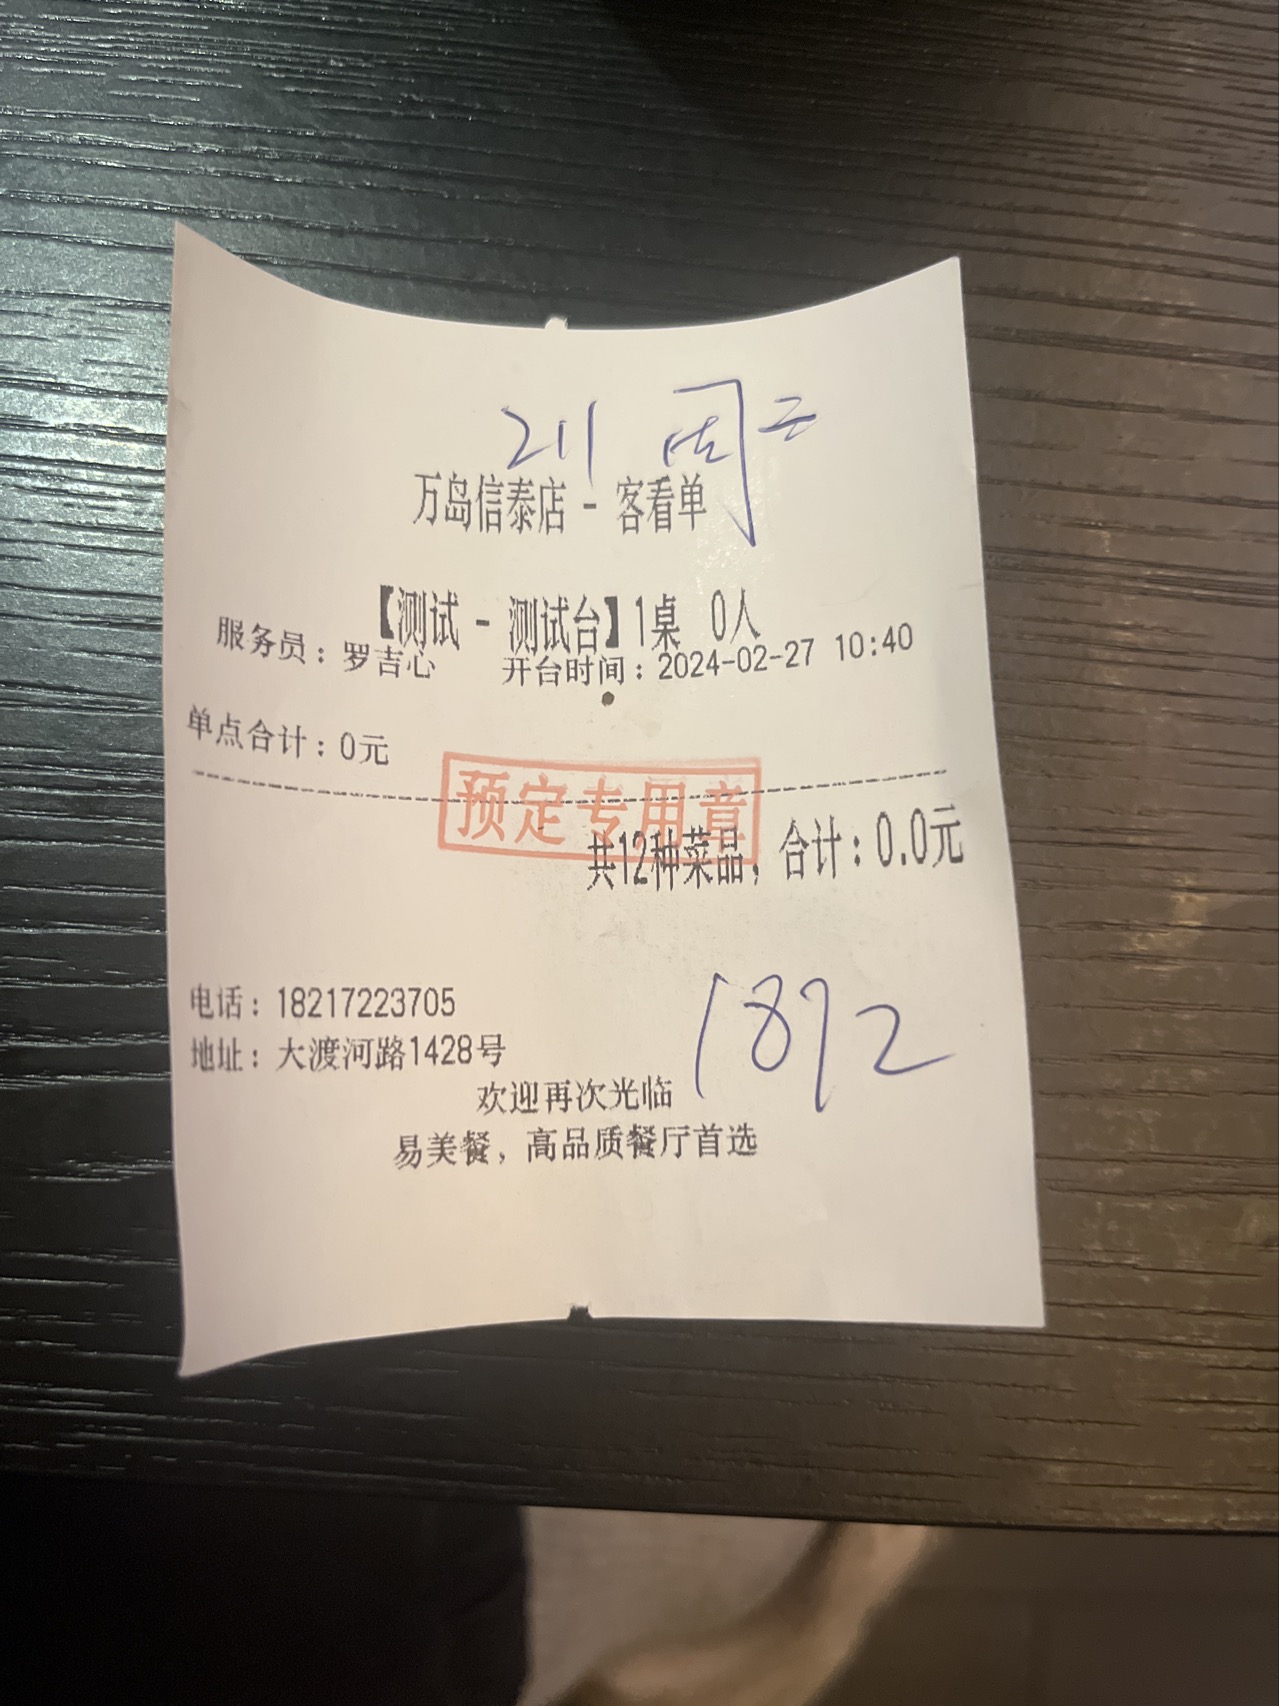 211 周二
万岛信泰店 - 客看单
【测试 - 测试台】1桌 0人
服务员：罗吉心 开台时间：2024-02-27 10:40
单点合计：0元
预定专用章
共12种菜品，合计：0.0元
电话：18217223705
1892
地址：大渡河路1428号
欢迎再次光临
易美餐，高品质餐厅首选